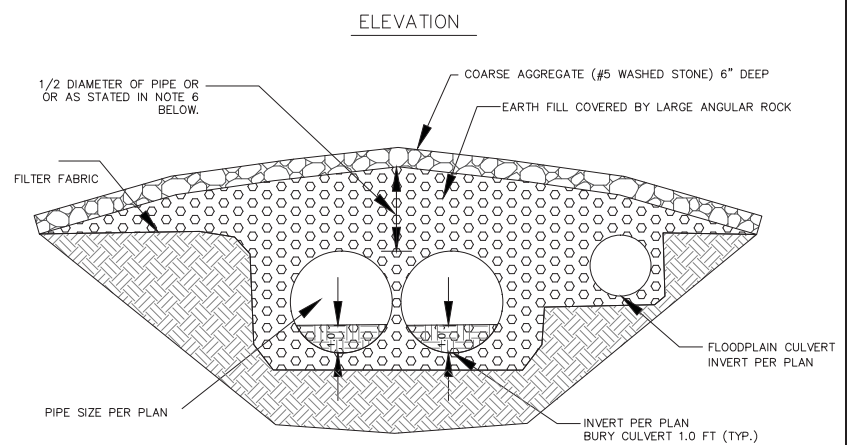 ELEVATION
1/2 DIAMETER OF PIPE OR
OR AS STATED IN NOTE 6
BELOW.
COARSE AGGREGATE (#5 WASHED STONE) 6" DEEP
EARTH FILL COVERED BY LARGE ANGULAR ROCK
FILTER FABRIC
FLOODPLAIN CULVERT
INVERT PER PLAN
PIPE SIZE PER PLAN
INVERT PER PLAN
BURY CULVERT 1.0 FT (TYP.)